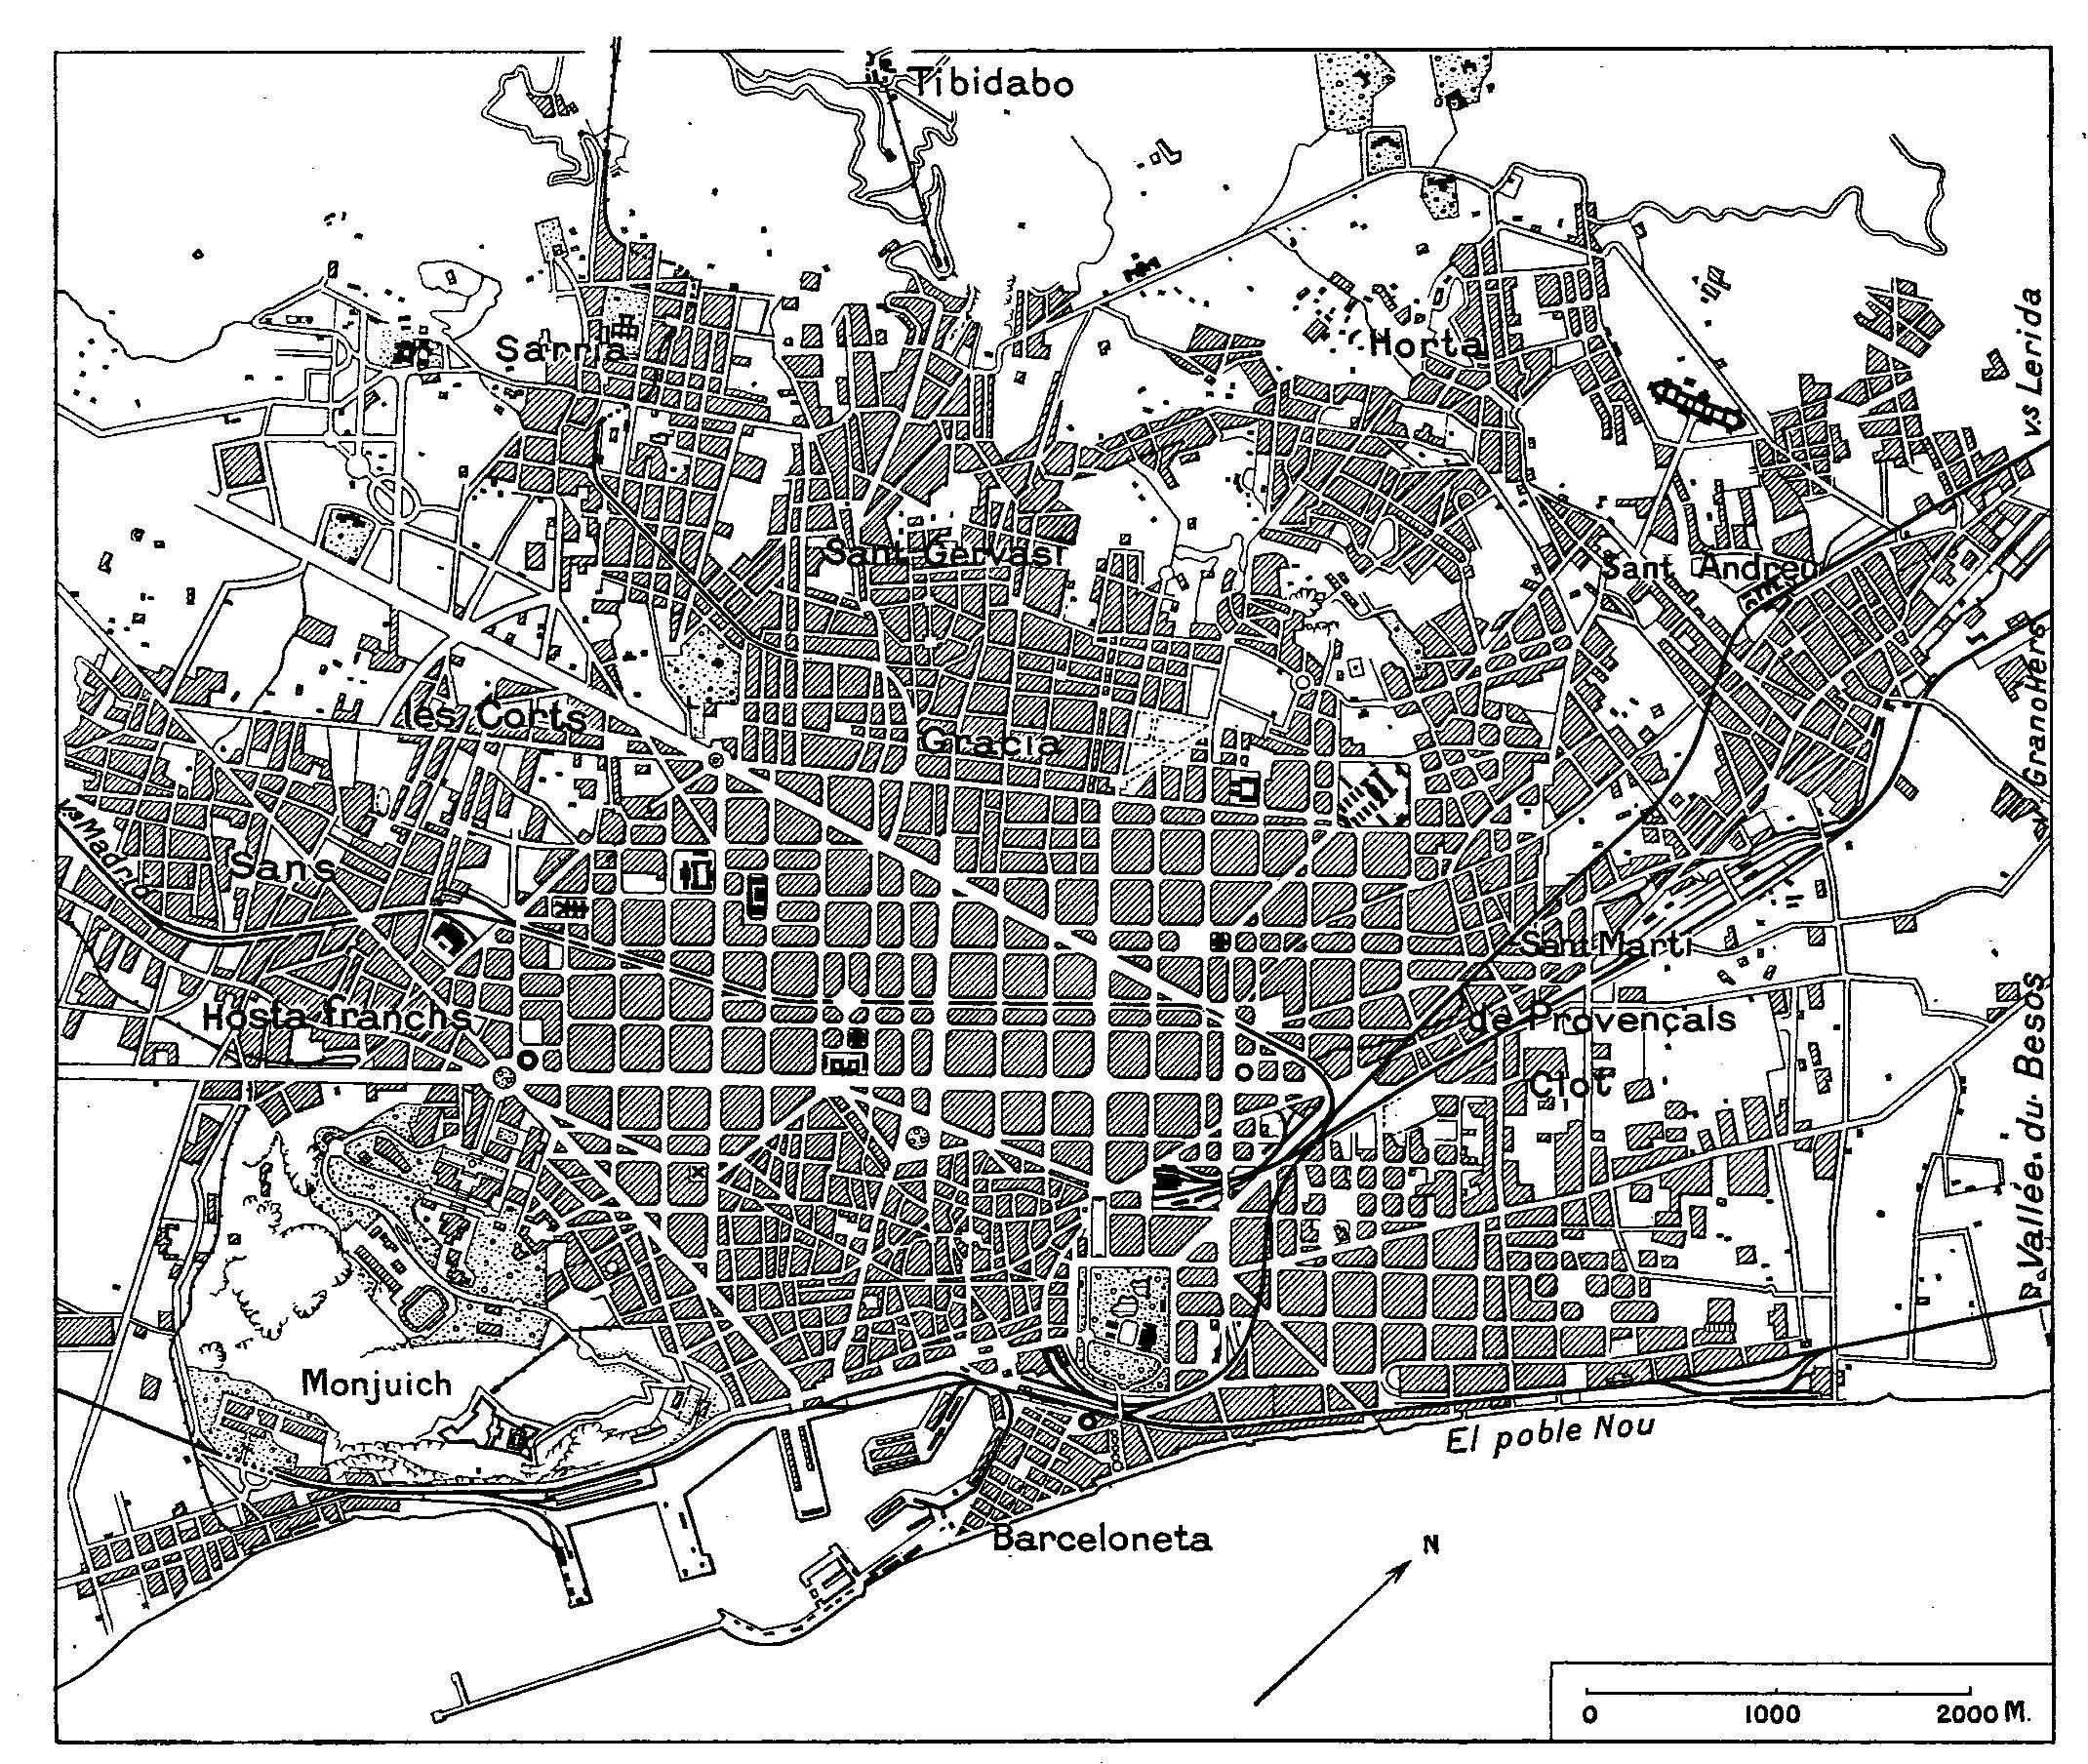 Tibidabo
Sarria
Horta
v.s Lerida
Sant Gervasi
Sant Andreu
les Corts
Gracia
v.s Granollers
v.s Madrid
Sans
Sant Marti
de Provençals
Hosta franchs
Clot
Vallée du Besos
Monjuich
El poble Nou
Barceloneta
N
0 1000 2000 M.